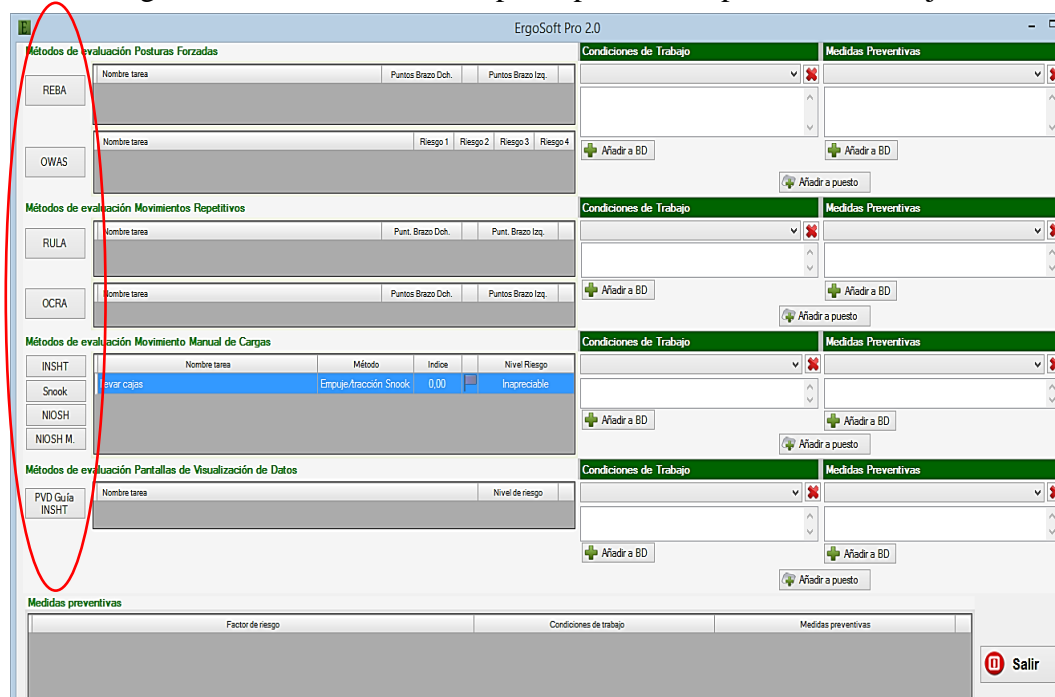 ErgoSoft Pro 2.0
Métodos de evaluación Posturas Forzadas
Condiciones de Trabajo
Medidas Preventivas
REBA
Nombre tarea Puntos Brazo Dch. Puntos Brazo Izq.
OWAS
Nombre tarea Riesgo 1 Riesgo 2 Riesgo 3 Riesgo 4
Añadir a BD
Añadir a BD
Añadir a puesto
Métodos de evaluación Movimientos Repetitivos
Condiciones de Trabajo
Medidas Preventivas
RULA
Nombre tarea Punt. Brazo Dch. Punt. Brazo Izq.
OCRA
Nombre tarea Puntos Brazo Dch. Puntos Brazo Izq.
Añadir a BD
Añadir a BD
Añadir a puesto
Métodos de evaluación Movimiento Manual de Cargas
Condiciones de Trabajo
Medidas Preventivas
INSHT
Snook
NIOSH
NIOSH M.
Nombre tarea Método Indice Nivel Riesgo
levar cajas Empuje/tracción Snook 0,00 Inapreciable
Añadir a BD
Añadir a BD
Añadir a puesto
Métodos de evaluación Pantallas de Visualización de Datos
Condiciones de Trabajo
Medidas Preventivas
PVD Guía
INSHT
Nombre tarea Nivel de riesgo
Añadir a BD
Añadir a BD
Añadir a puesto
Medidas preventivas
Factor de riesgo Condiciones de trabajo Medidas preventivas
Salir